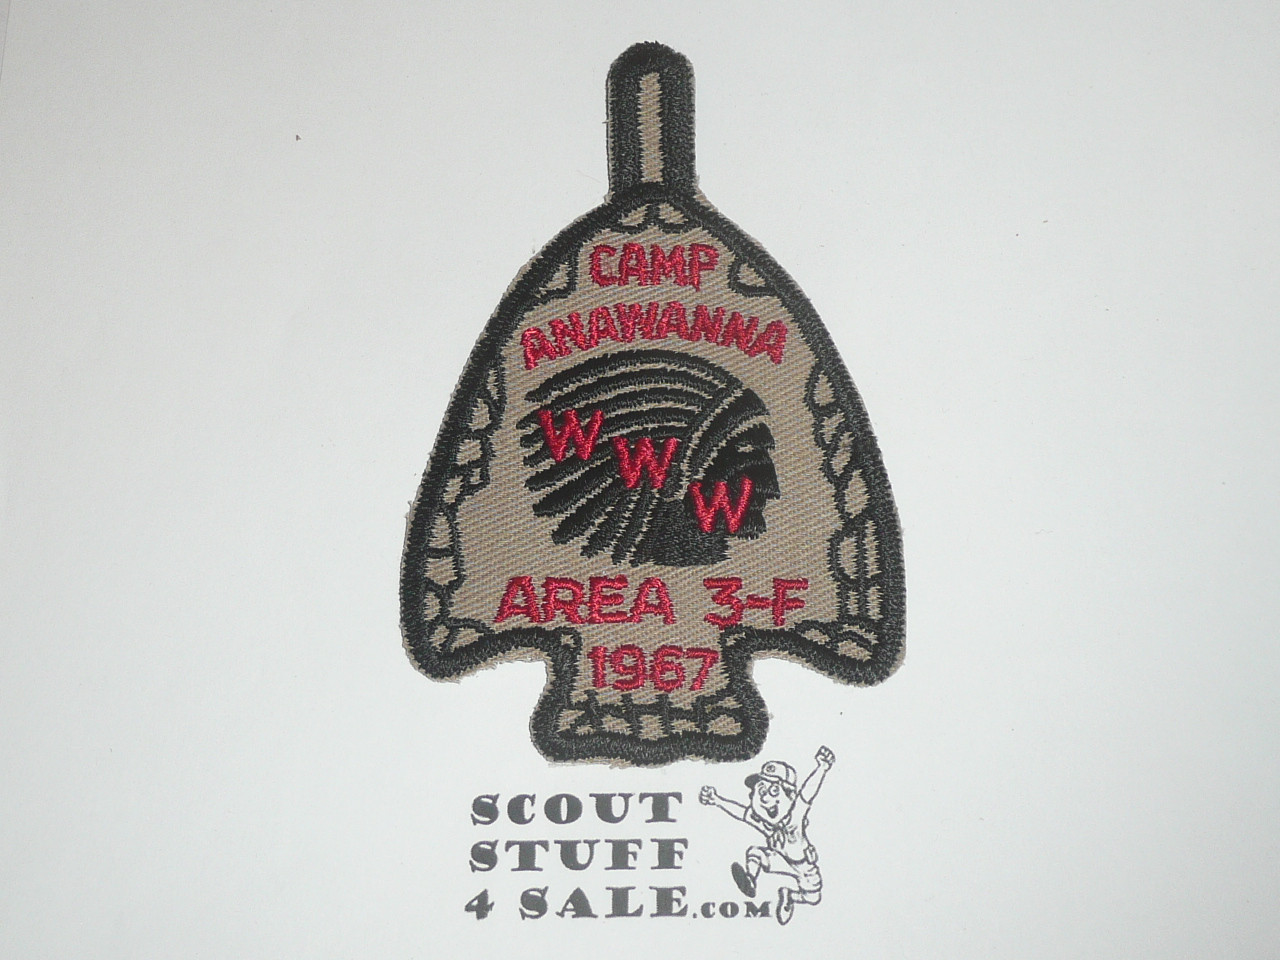 CAMP
ANAWANNA
W W W
AREA 3-F
1967
SCOUT
STUFF
4 SALE.COM